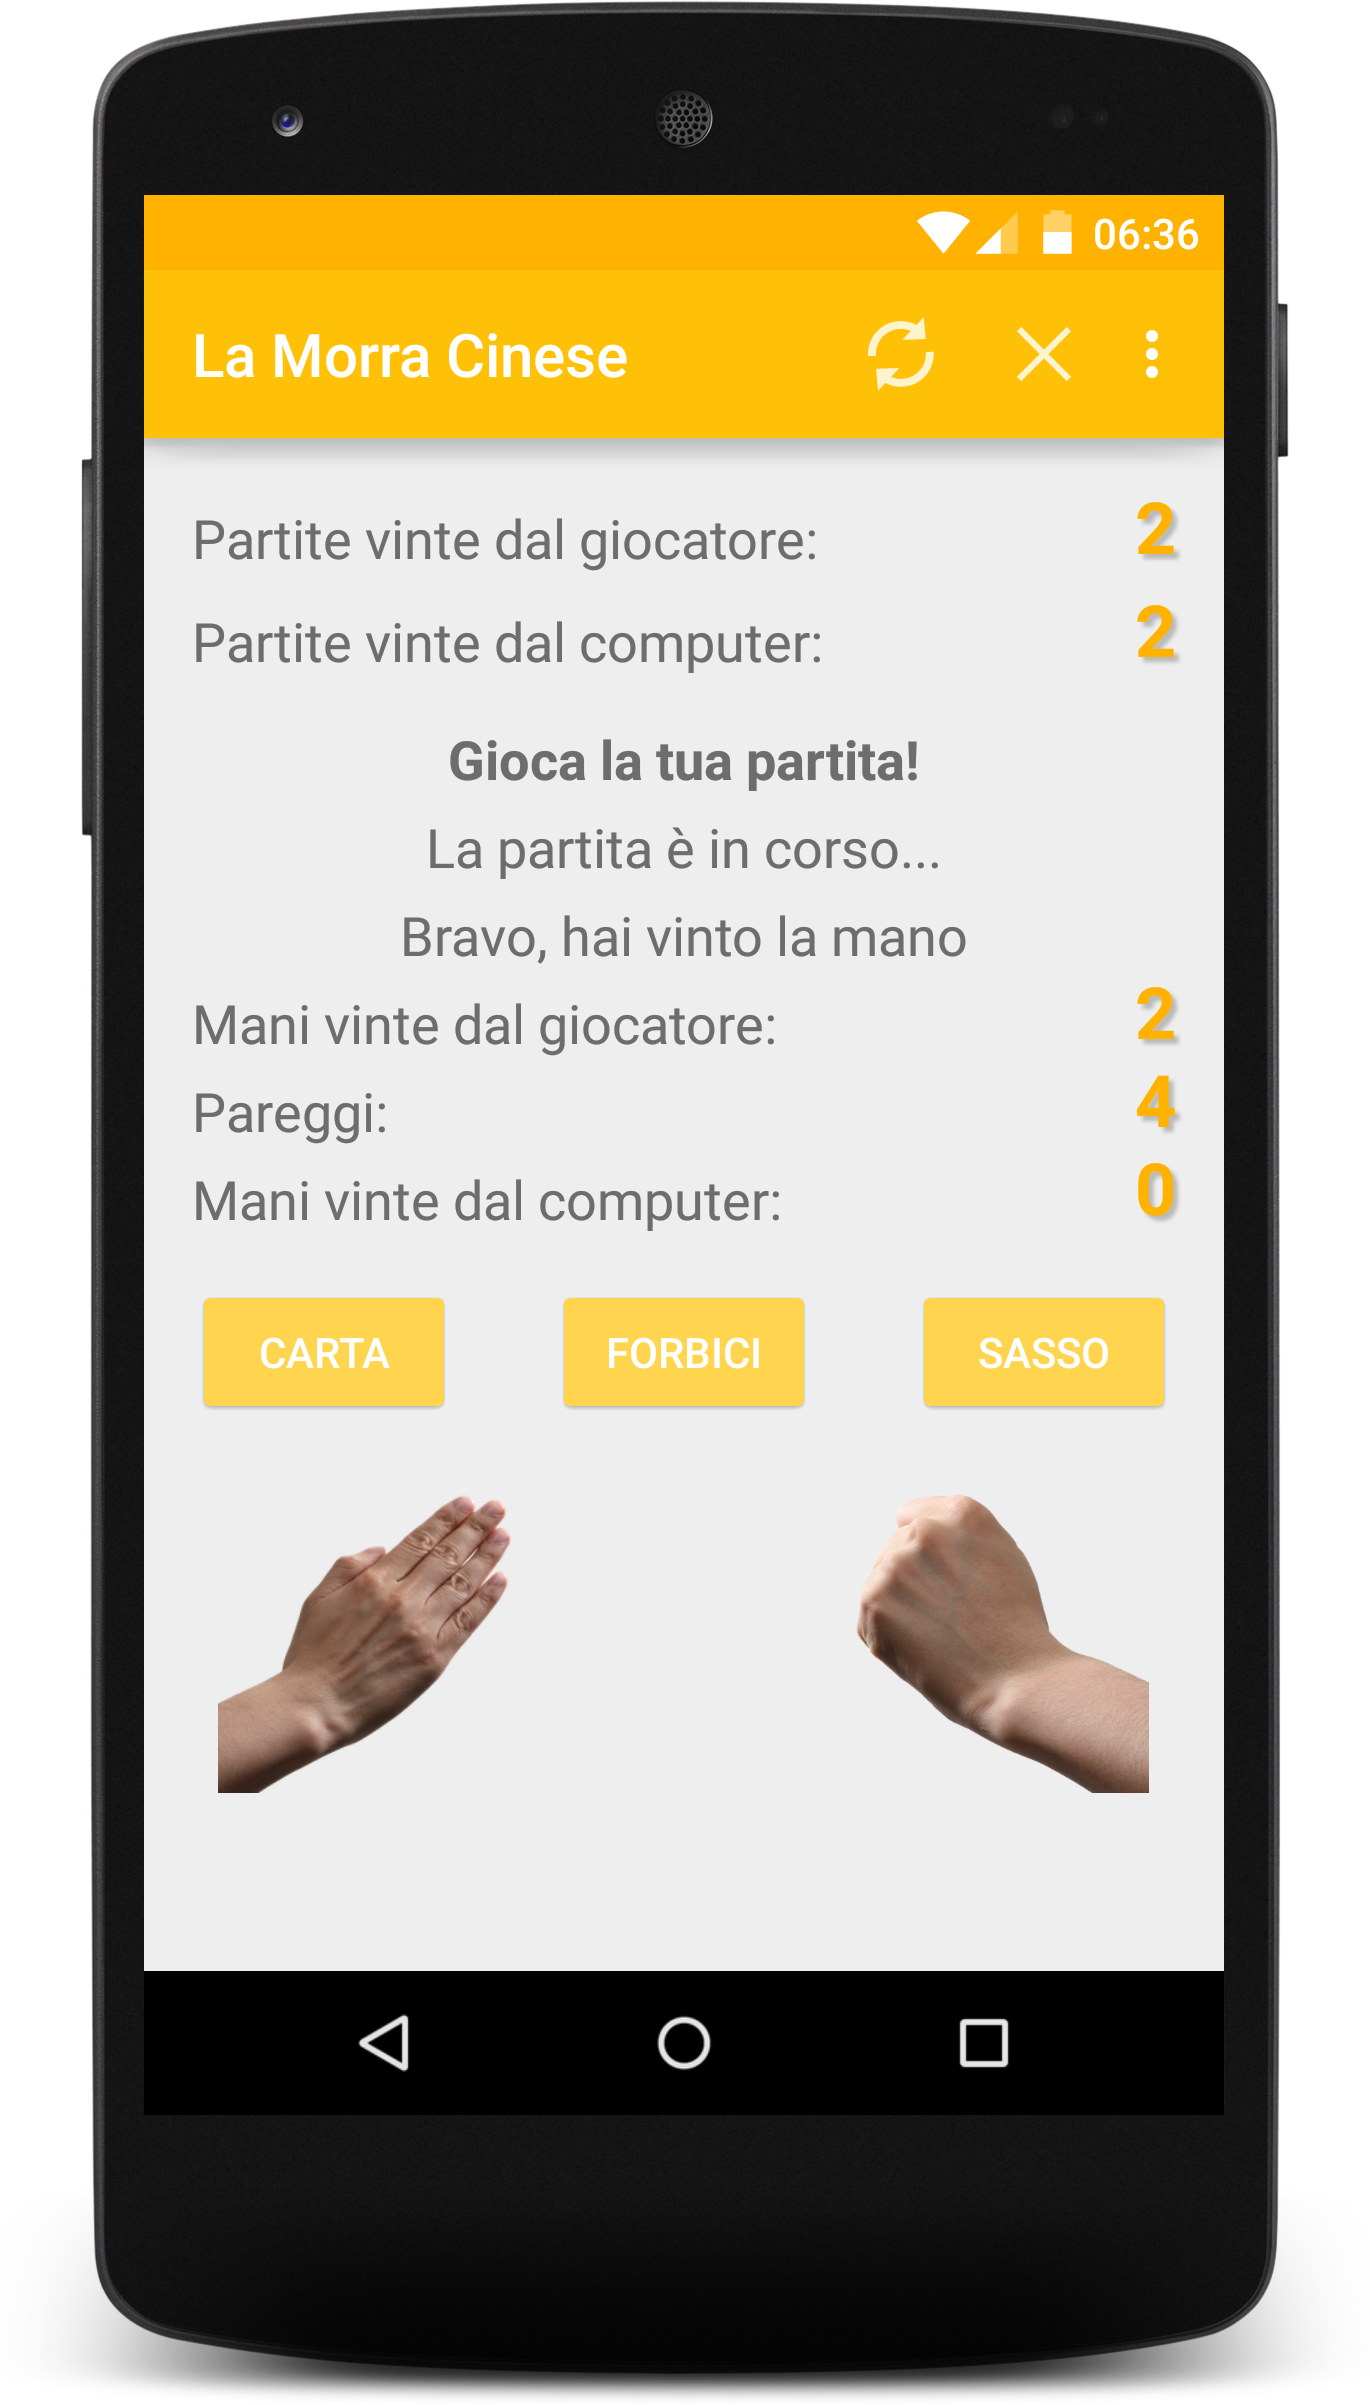 06:36
La Morra Cinese
Partite vinte dal giocatore: 2
Partite vinte dal computer: 2
Gioca la tua partita!
La partita è in corso...
Bravo, hai vinto la mano
Mani vinte dal giocatore: 2
Pareggi: 4
Mani vinte dal computer: 0
CARTA FORBICI SASSO